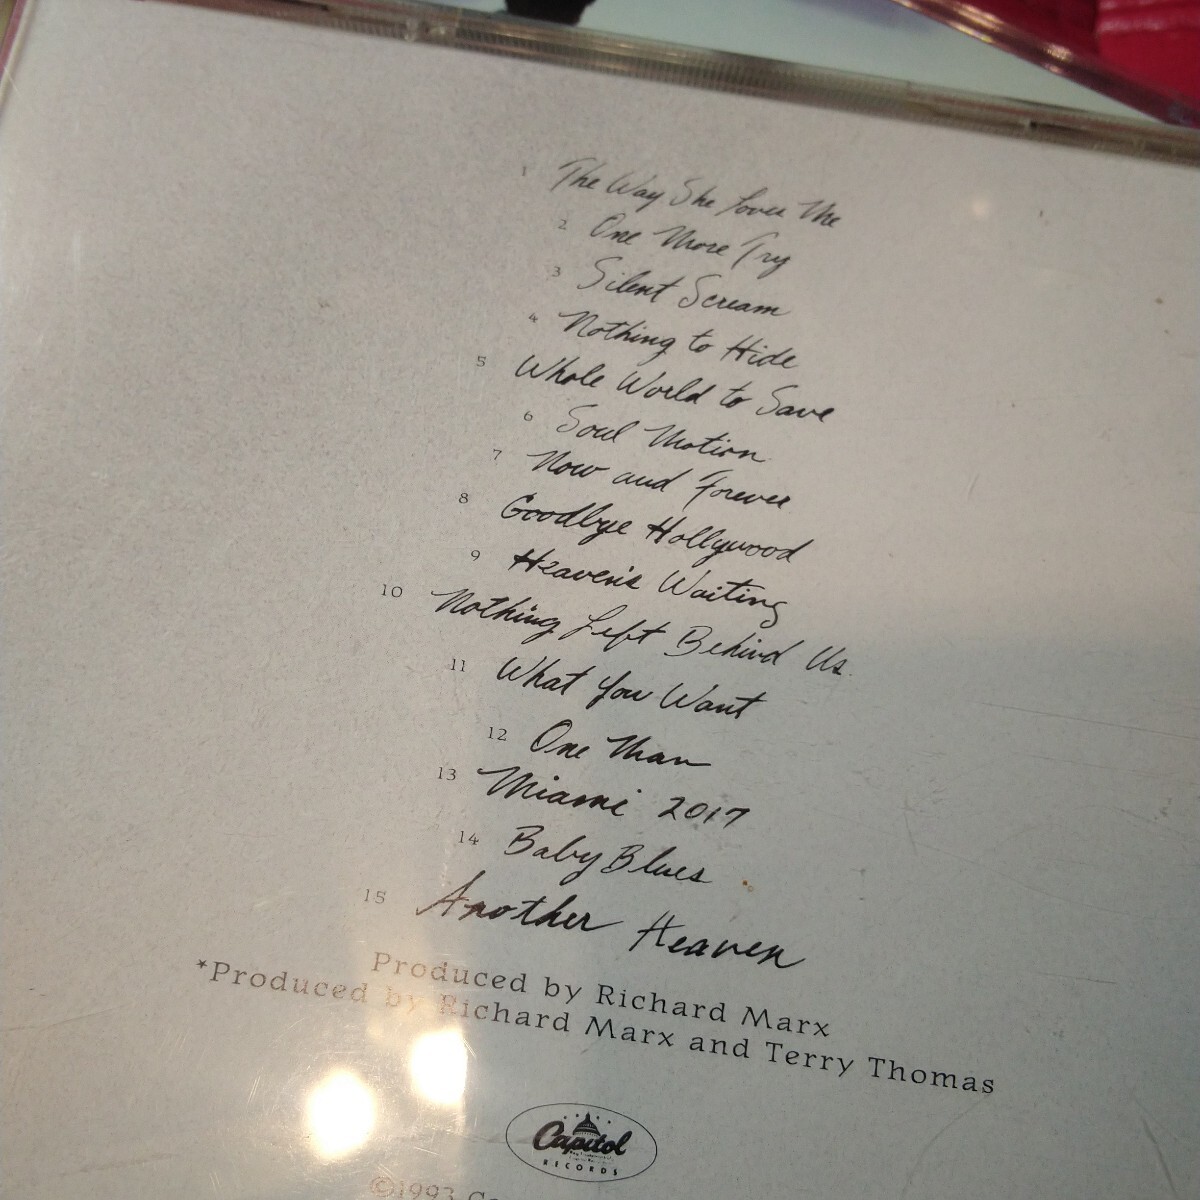 1 The Way She Loves Me
2 One More Try
3 Silent Scream
4 Nothing to Hide
5 Whole World to Save
6 Soul Motion
7 Now and Forever
8 Goodbye Hollywood
9 Heaven's Waiting
10 Nothing Left Behind Us
11 What You Want
12 One Man
13 Miami 2017
14 Baby Blues
15 Another Heaven
Produced by Richard Marx
*Produced by Richard Marx and Terry Thomas
Capitol
RECORDS
©1993